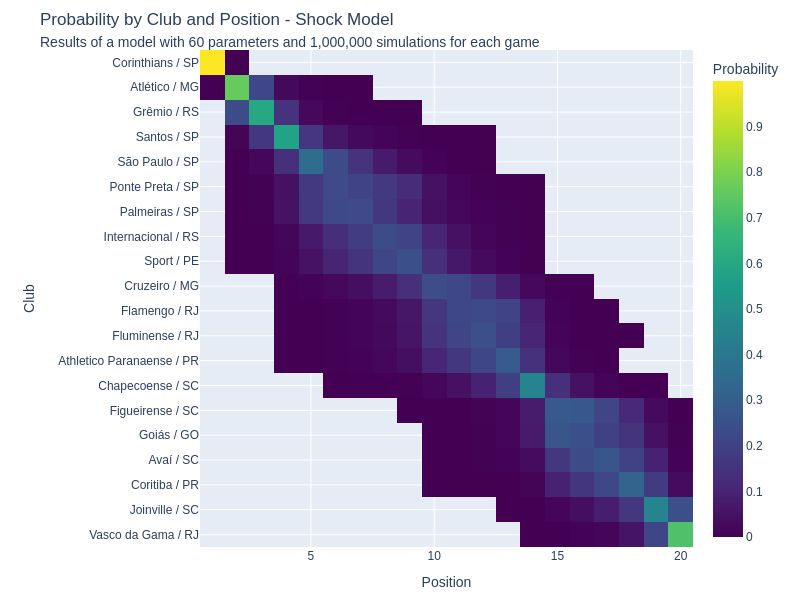 Probability by Club and Position - Shock Model
Results of a model with 60 parameters and 1,000,000 simulations for each game
Probability
Club
Corinthians / SP
Atlético / MG
Grêmio / RS
Santos / SP
São Paulo / SP
Ponte Preta / SP
Palmeiras / SP
Internacional / RS
Sport / PE
Cruzeiro / MG
Flamengo / RJ
Fluminense / RJ
Athletico Paranaense / PR
Chapecoense / SC
Figueirense / SC
Goiás / GO
Avaí / SC
Coritiba / PR
Joinville / SC
Vasco da Gama / RJ
0.9
0.8
0.7
0.6
0.5
0.4
0.3
0.2
0.1
0
5 10 15 20
Position